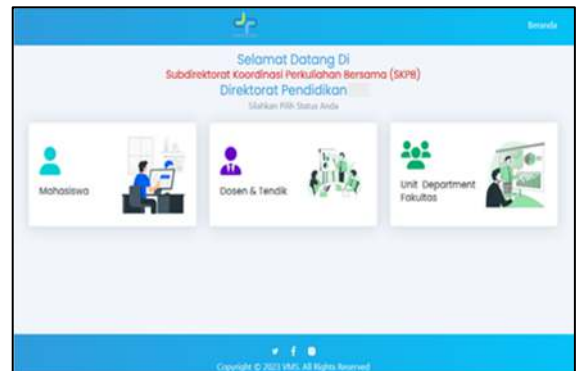 Beranda
Selamat Datang Di
Subdirektorat Koordinasi Perkuliahan Bersama (SKPB)
Direktorat Pendidikan
Silahkan Pilih Status Anda
Mahasiswa
Dosen & Tendik
Unit Department
Fakultas
Copyright © 2023 VMS. All Rights Reserved